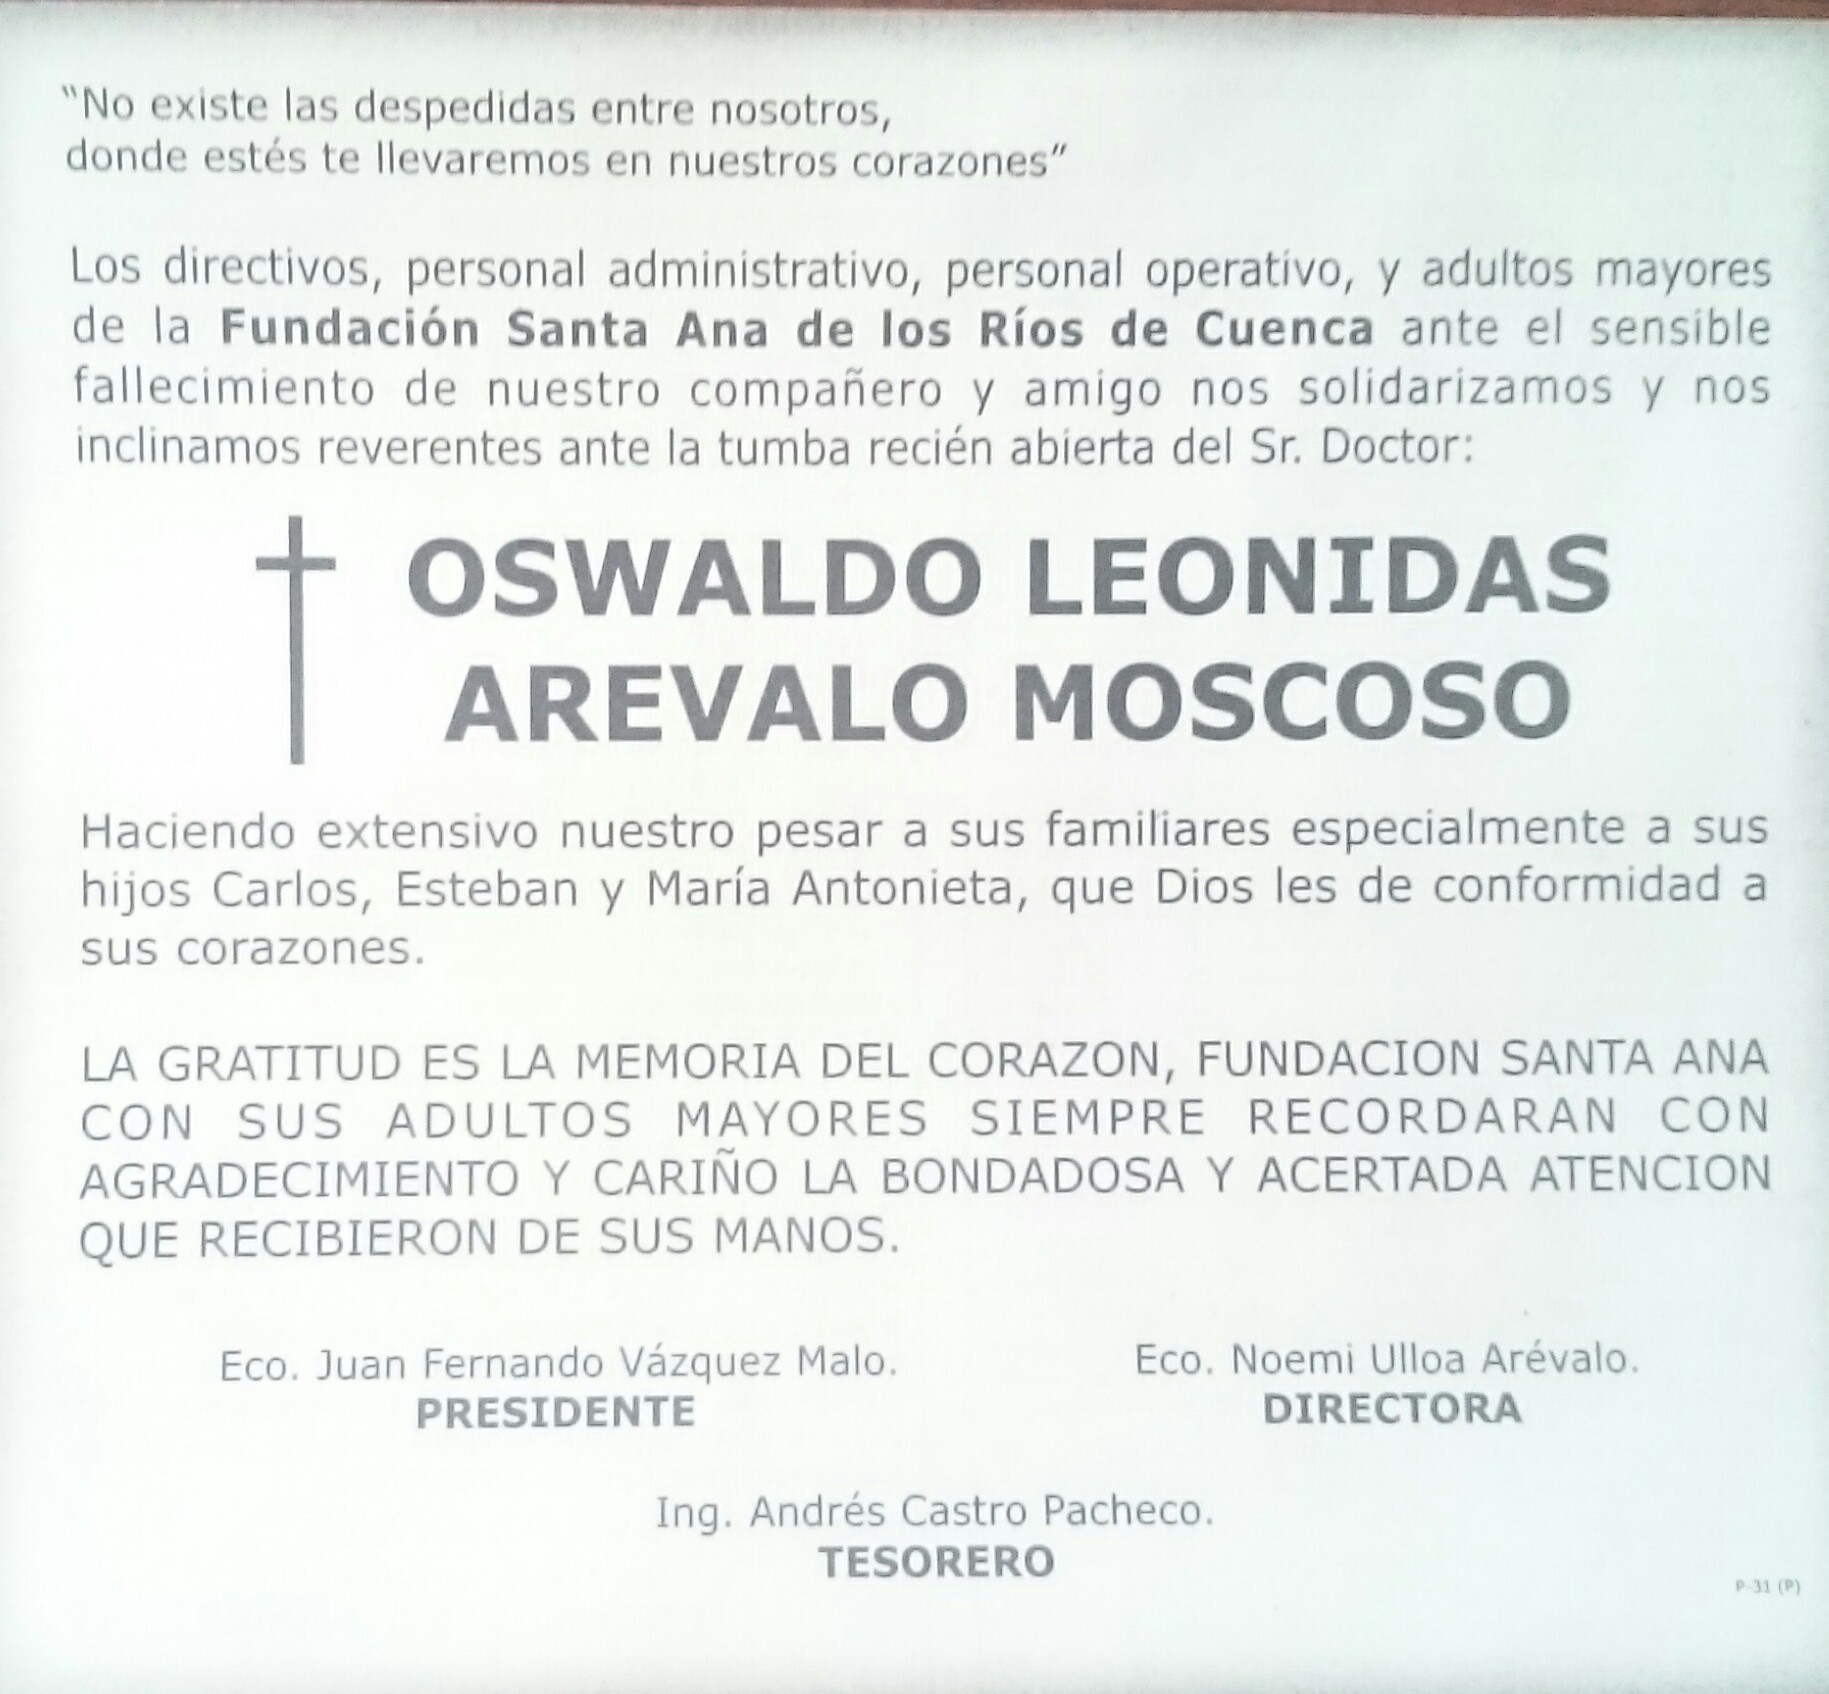 “No existe las despedidas entre nosotros,
donde estés te llevaremos en nuestros corazones”
Los directivos, personal administrativo, personal operativo, y adultos mayores
de la Fundación Santa Ana de los Ríos de Cuenca ante el sensible
fallecimiento de nuestro compañero y amigo nos solidarizamos y nos
inclinamos reverentes ante la tumba recién abierta del Sr. Doctor:
OSWALDO LEONIDAS
AREVALO MOSCOSO
Haciendo extensivo nuestro pesar a sus familiares especialmente a sus
hijos Carlos, Esteban y María Antonieta, que Dios les de conformidad a
sus corazones.
LA GRATITUD ES LA MEMORIA DEL CORAZON, FUNDACION SANTA ANA
CON SUS ADULTOS MAYORES SIEMPRE RECORDARAN CON
AGRADECIMIENTO Y CARIÑO LA BONDADOSA Y ACERTADA ATENCION
QUE RECIBIERON DE SUS MANOS.
Eco. Juan Fernando Vázquez Malo.
PRESIDENTE
Eco. Noemi Ulloa Arévalo.
DIRECTORA
Ing. Andrés Castro Pacheco.
TESORERO
P-31 (P)